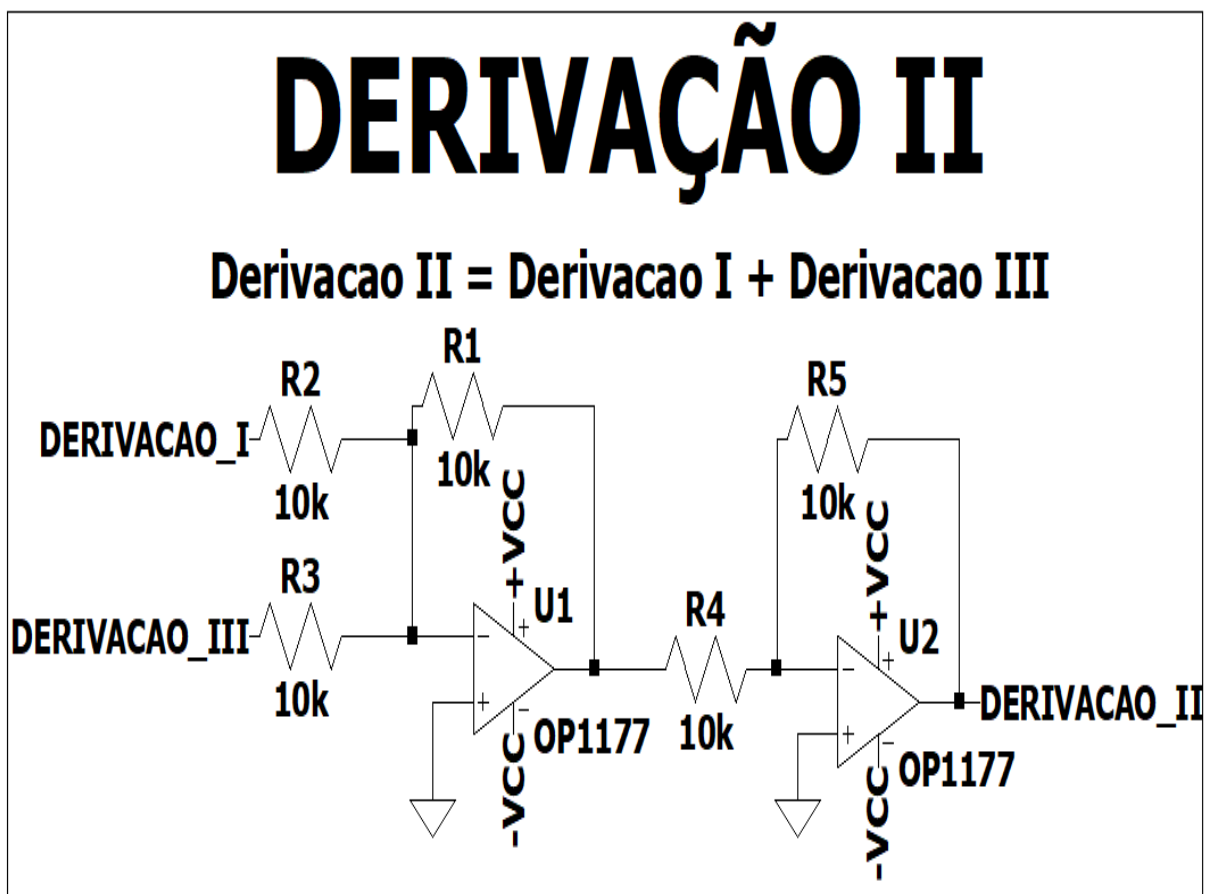 DERIVAÇÃO II
Derivacao II = Derivacao I + Derivacao III
R1
R2
R5
DERIVACAO_I
10k
10k
10k
+VCC
+VCC
R3
U1
R4
U2
DERIVACAO_III
10k
OP1177
10k
DERIVACAO_II
-VCC
OP1177
-VCC